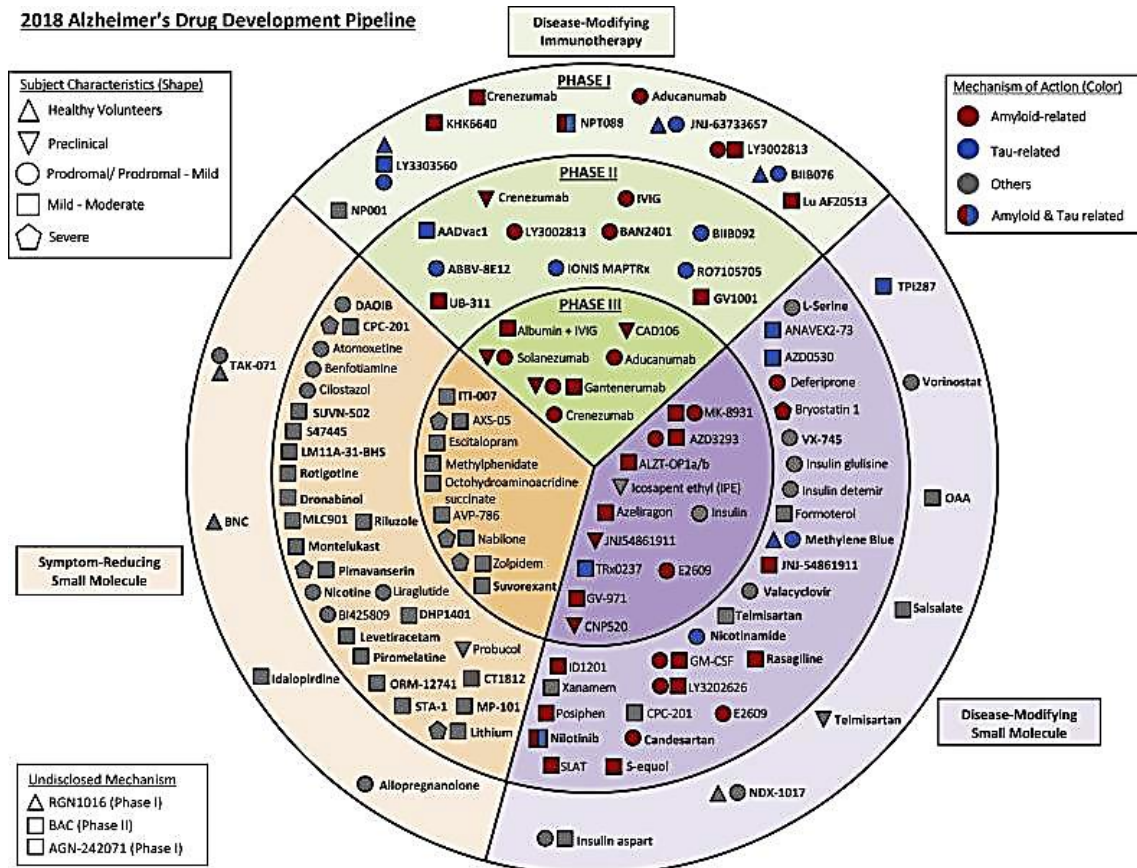 2018 Alzheimer's Drug Development Pipeline
Disease-Modifying
Immunotherapy
Subject Characteristics (Shape)
Healthy Volunteers
Preclinical
Prodromal/ Prodromal - Mild
Mild - Moderate
Severe
Mechanism of Action (Color)
Amyloid-related
Tau-related
Others
Amyloid & Tau related
PHASE I
Crenezumab
Aducanumab
KHK6640
NPT088
JNJ-63733657
LY3303560
LY3002813
BIIB076
NP001
Lu AF20513
PHASE II
Crenezumab
IVIG
AADvac1
LY3002813
BAN2401
BIIB092
ABBV-8E12
IONIS MAPTRx
RO7105705
UB-311
GV1001
PHASE III
Albumin + IVIG
CAD106
Solanezumab
Aducanumab
Gantenerumab
Crenezumab
TAK-071
BNC
Idalopirdine
Allopregnanolone
DAOIB
CPC-201
Atomoxetine
Benfotiamine
Cilostazol
SUVN-502
S47445
LM11A-31-BHS
Rotigotine
Dronabinol
MLC901
Riluzole
Montelukast
Pimavanserin
Nicotine
Liraglutide
BI425809
DHP1401
Levetiracetam
Piromelatine
Probucol
ORM-12741
CT1812
STA-1
MP-101
Lithium
ITI-007
AXS-05
Escitalopram
Methylphenidate
Octohydroaminoacridine
succinate
AVP-786
Nabilone
Zolpidem
Suvorexant
MK-8931
AZD3293
ALZT-OP1a/b
Icosapent ethyl (IPE)
Azeliragon
Insulin
JNJ54861911
TRx0237
E2609
GV-971
CNP520
L-Serine
ANAVEX2-73
AZD0530
Deferiprone
Bryostatin 1
VX-745
Insulin glulisine
Insulin detemir
Formoterol
Methylene Blue
JNJ-54861911
Valacyclovir
Telmisartan
Nicotinamide
ID1201
GM-CSF
Rasagiline
Xanamem
LY3202626
Posiphen
CPC-201
E2609
Nilotinib
Candesartan
SLAT
S-equol
TPI287
Vorinostat
OAA
Salsalate
Telmisartan
NDX-1017
Insulin aspart
Symptom-Reducing
Small Molecule
Disease-Modifying
Small Molecule
Undisclosed Mechanism
RGN1016 (Phase I)
BAC (Phase II)
AGN-242071 (Phase I)